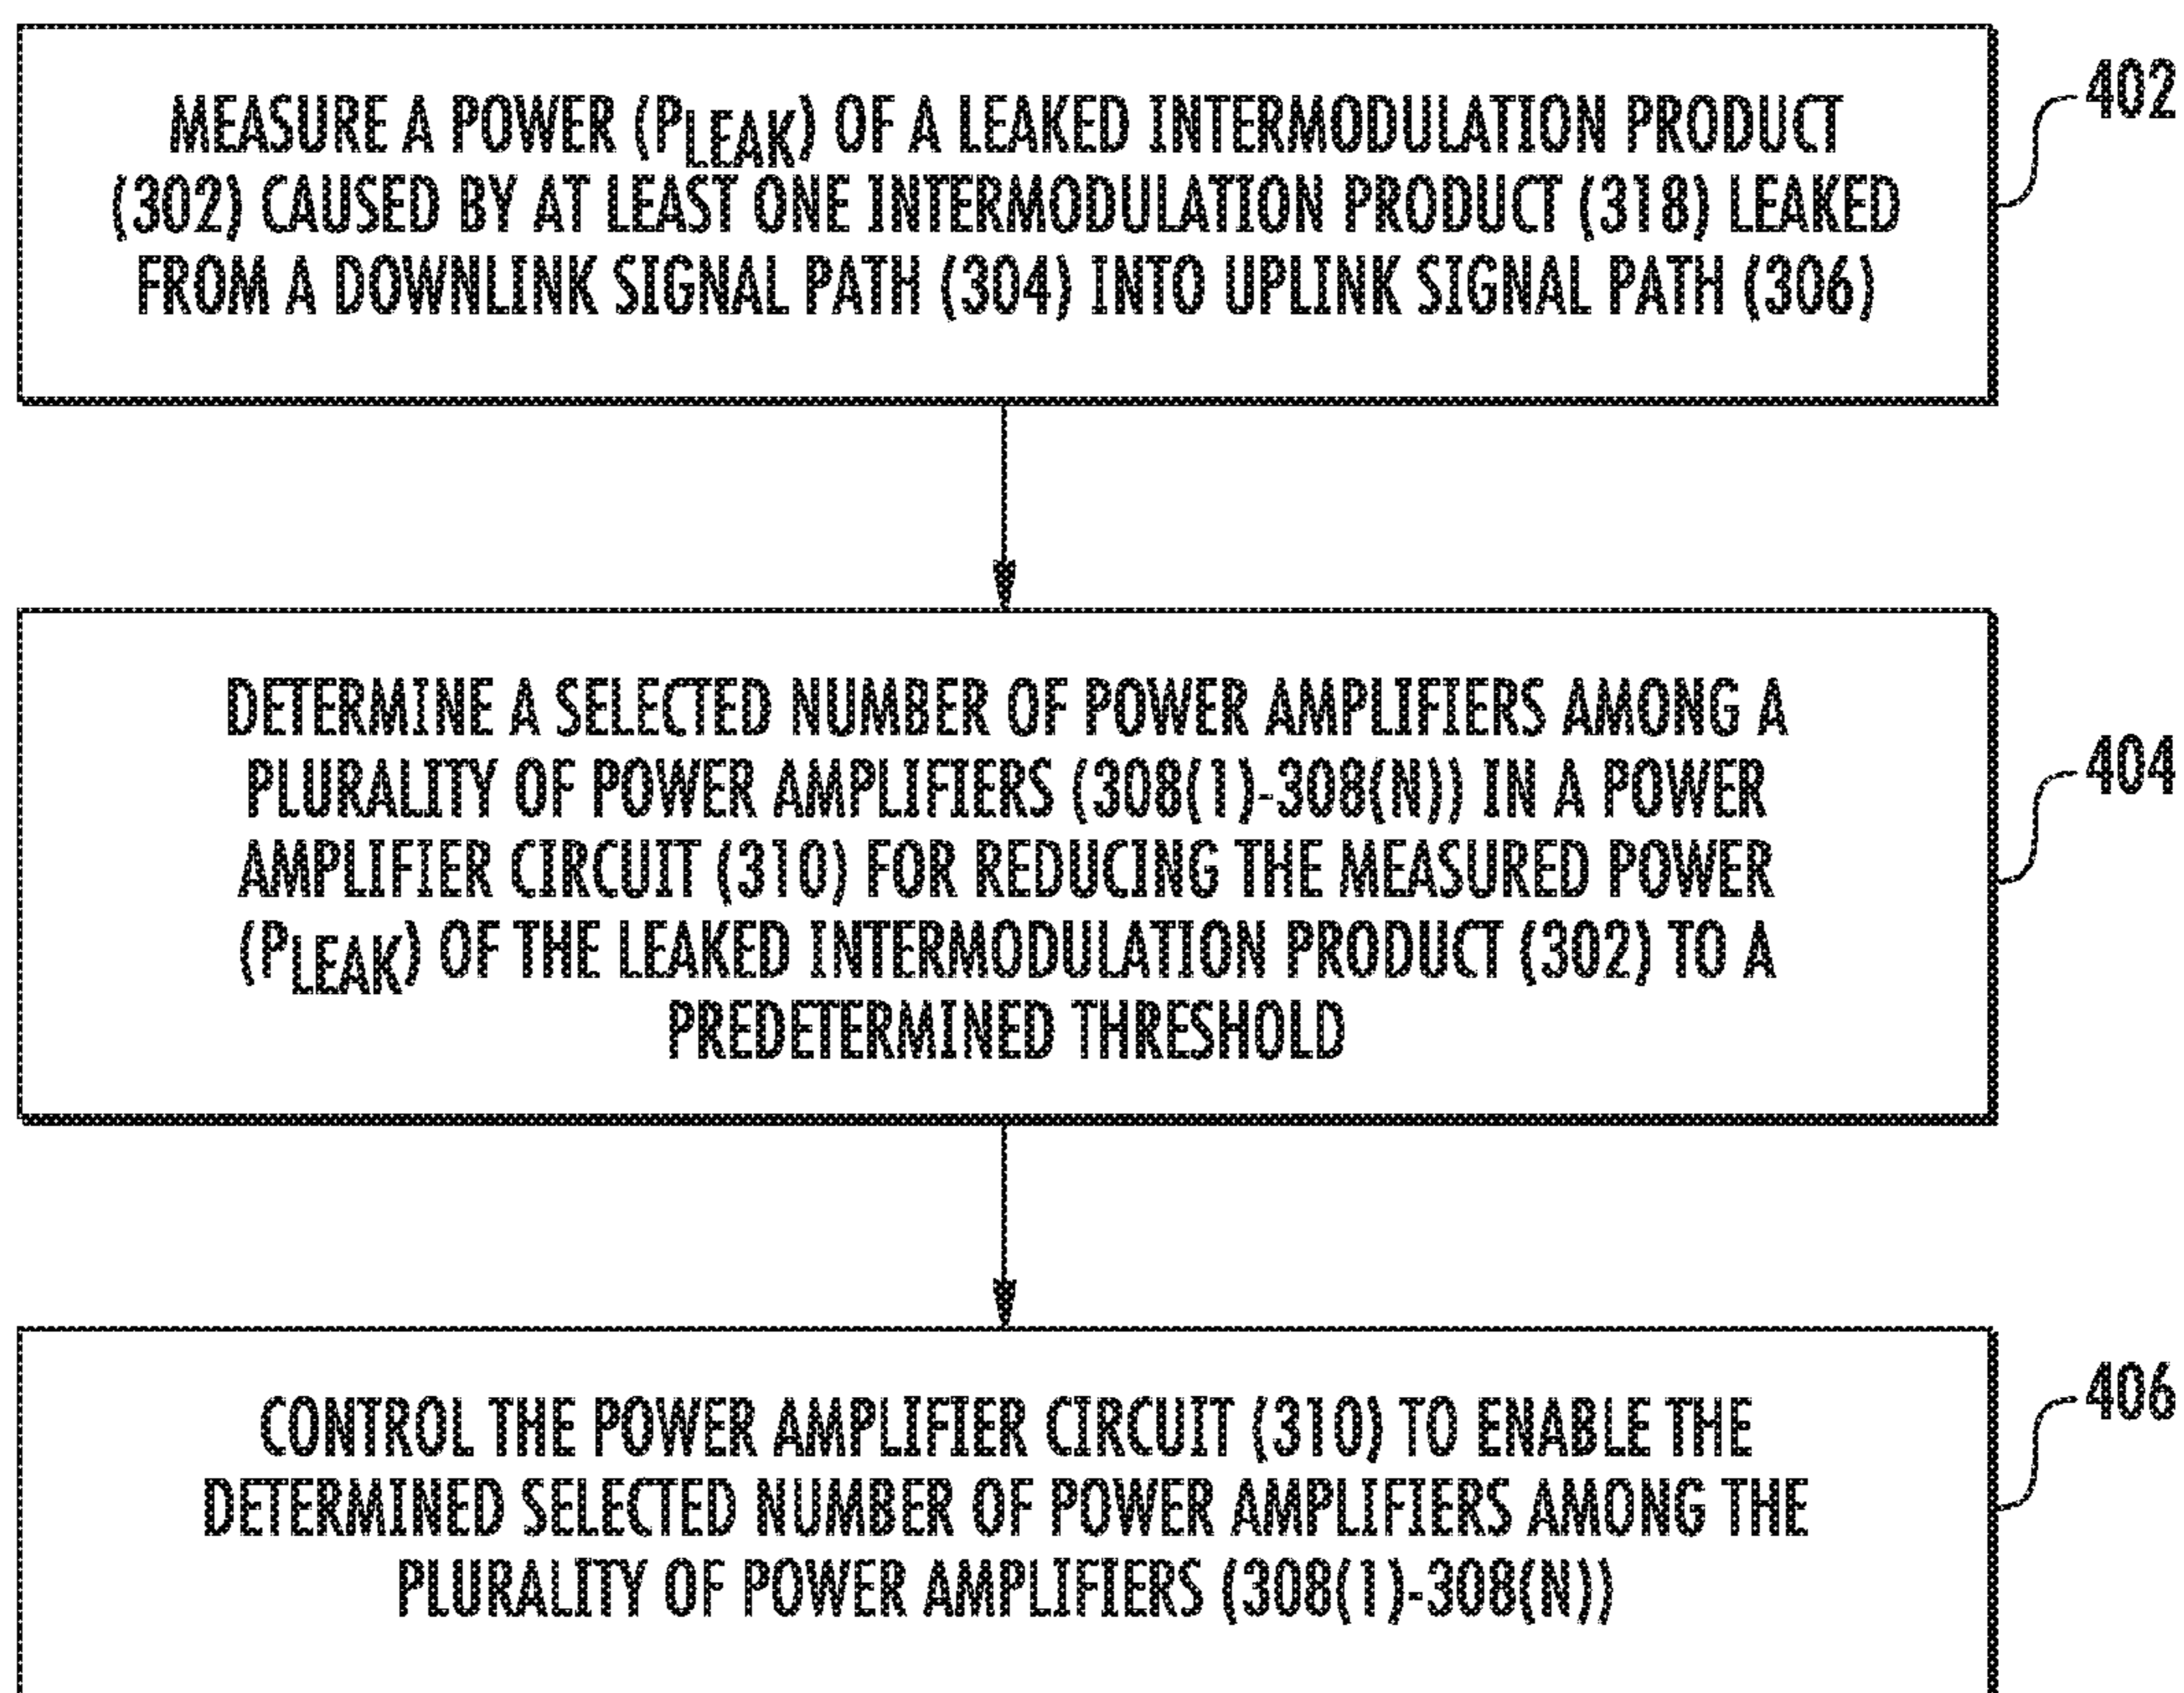 MEASURE A POWER (PLEAK) OF A LEAKED INTERMODULATION PRODUCT
(302) CAUSED BY AT LEAST ONE INTERMODULATION PRODUCT (318) LEAKED
FROM A DOWNLINK SIGNAL PATH (304) INTO UPLINK SIGNAL PATH (306)
402
DETERMINE A SELECTED NUMBER OF POWER AMPLIFIERS AMONG A
PLURALITY OF POWER AMPLIFIERS (308(1)-308(N)) IN A POWER
AMPLIFIER CIRCUIT (310) FOR REDUCING THE MEASURED POWER
(PLEAK) OF THE LEAKED INTERMODULATION PRODUCT (302) TO A
PREDETERMINED THRESHOLD
404
CONTROL THE POWER AMPLIFIER CIRCUIT (310) TO ENABLE THE
DETERMINED SELECTED NUMBER OF POWER AMPLIFIERS AMONG THE
PLURALITY OF POWER AMPLIFIERS (308(1)-308(N))
406